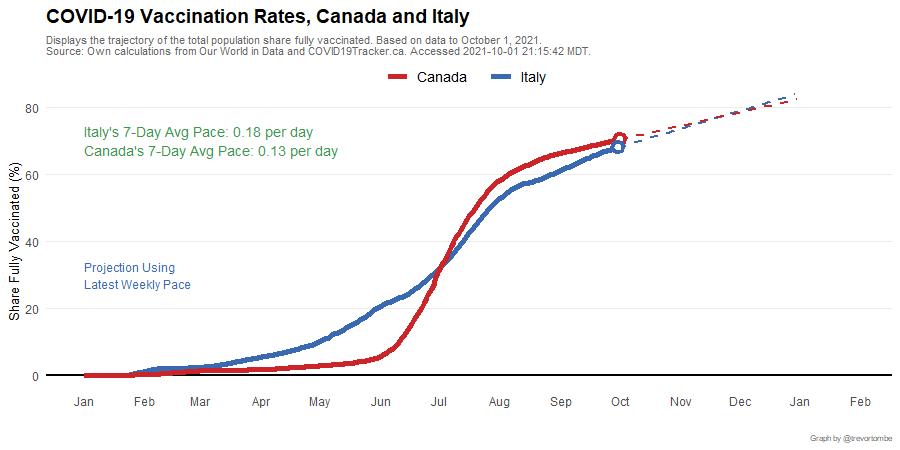 COVID-19 Vaccination Rates, Canada and Italy
Displays the trajectory of the total population share fully vaccinated. Based on data to October 1, 2021.
Source: Own calculations from Our World in Data and COVID19Tracker.ca. Accessed 2021-10-01 21:15:42 MDT.
Canada Italy
80
60
40
20
0
Share Fully Vaccinated (%)
Italy's 7-Day Avg Pace: 0.18 per day
Canada's 7-Day Avg Pace: 0.13 per day
Projection Using
Latest Weekly Pace
Jan Feb Mar Apr May Jun Jul Aug Sep Oct Nov Dec Jan Feb
Graph by @trevortombe